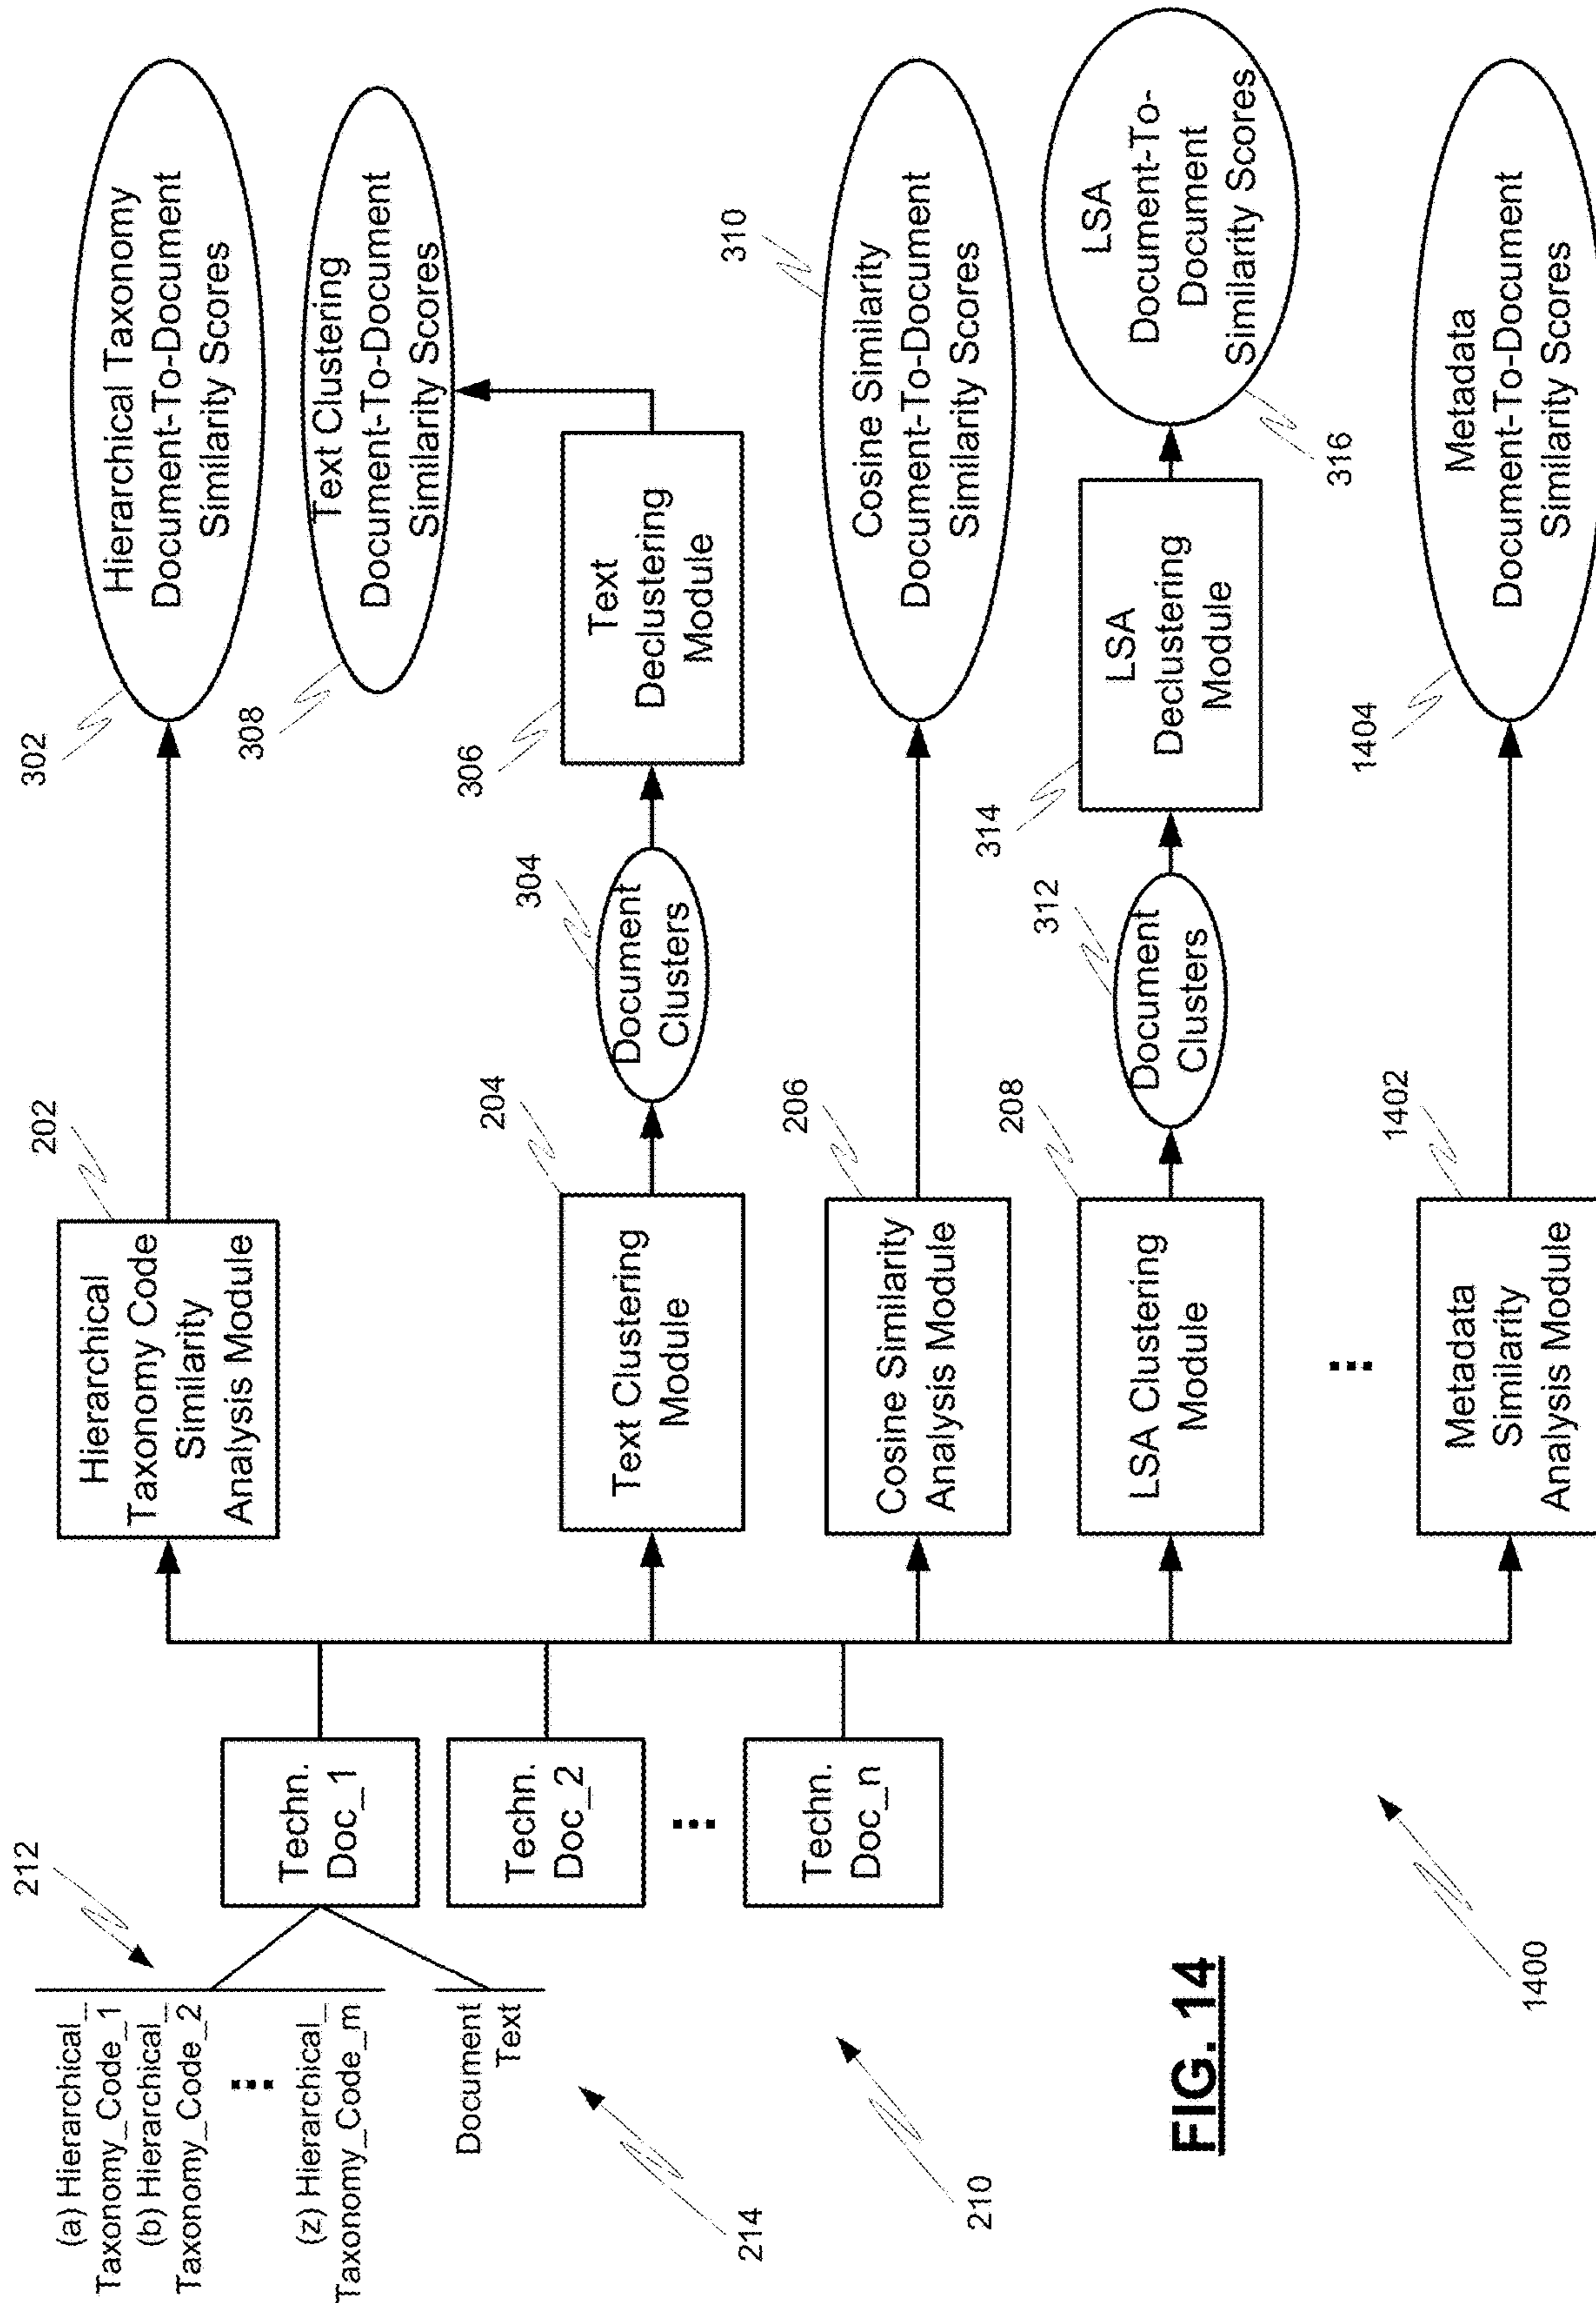 212
(a) Hierarchical_
Taxonomy_Code_1
(b) Hierarchical_
Taxonomy_Code_2
⋮
(z) Hierarchical_
Taxonomy_Code_m
Document
Text
214
210
Techn.
Doc_1
Techn.
Doc_2
⋮
Techn.
Doc_n
202
Hierarchical
Taxonomy Code
Similarity
Analysis Module
302
Hierarchical Taxonomy
Document-To-Document
Similarity Scores
308
Text Clustering
Document-To-Document
Similarity Scores
204
Text Clustering
Module
304
Document
Clusters
306
Text
Declustering
Module
206
Cosine Similarity
Analysis Module
310
Cosine Similarity
Document-To-Document
Similarity Scores
208
LSA Clustering
Module
312
Document
Clusters
314
LSA
Declustering
Module
LSA
Document-To-
Document
Similarity Scores
316
⋮
1402
Metadata
Similarity
Analysis Module
1404
Metadata
Document-To-Document
Similarity Scores
FIG. 14
1400